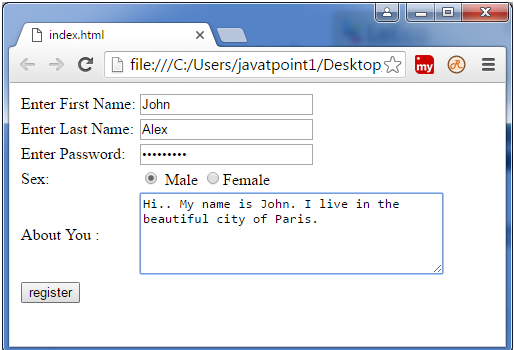 index.html
file:///C:/Users/javatpoint1/Desktop
my
Enter First Name: John
Enter Last Name: Alex
Enter Password: •••••••••
Sex: Male Female
About You : Hi.. My name is John. I live in the
beautiful city of Paris.
register